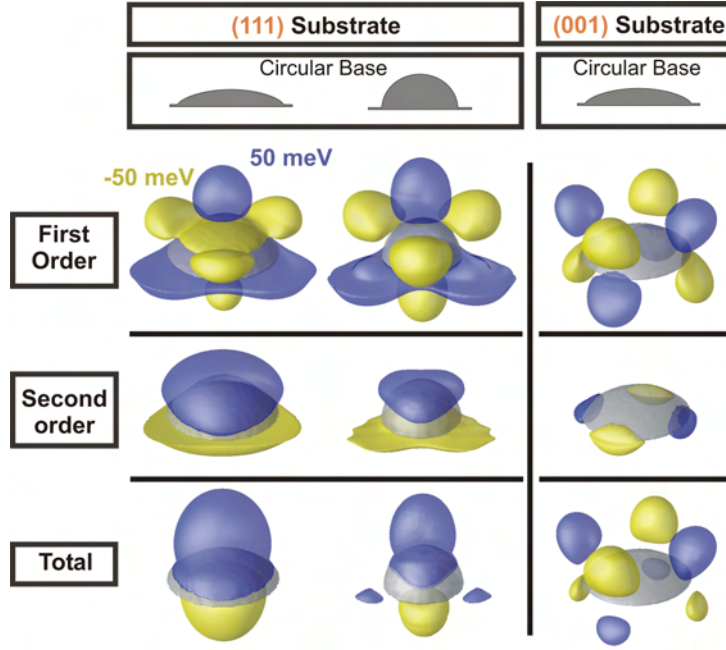 (111) Substrate
(001) Substrate
Circular Base
Circular Base
-50 meV
50 meV
First
Order
Second
order
Total